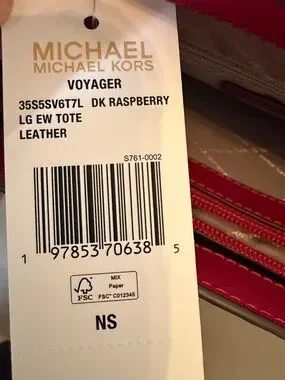 MICHAEL
MICHAEL KORS
VOYAGER
35S5SV6T7L DK RASPBERRY
LG EW TOTE
LEATHER
S761-0002
1 97853 70638 5
FSC
MIX
Paper
FSC® C012345
NS